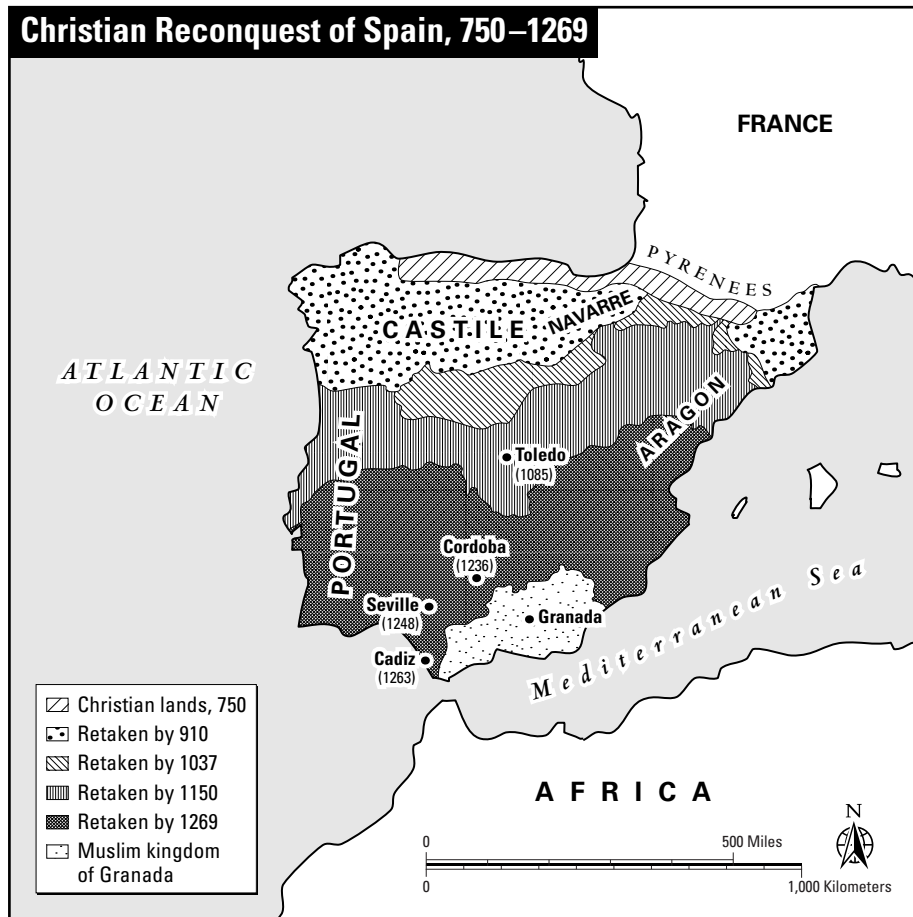 Christian Reconquest of Spain, 750–1269
FRANCE
PYRENEES
CASTILE
NAVARRE
ATLANTIC
OCEAN
ARAGON
PORTUGAL
Toledo
(1085)
Cordoba
(1236)
Seville
(1248)
Granada
Cadiz
(1263)
Mediterranean Sea
AFRICA
Christian lands, 750
Retaken by 910
Retaken by 1037
Retaken by 1150
Retaken by 1269
Muslim kingdom
of Granada
N
0 500 Miles
0 1,000 Kilometers